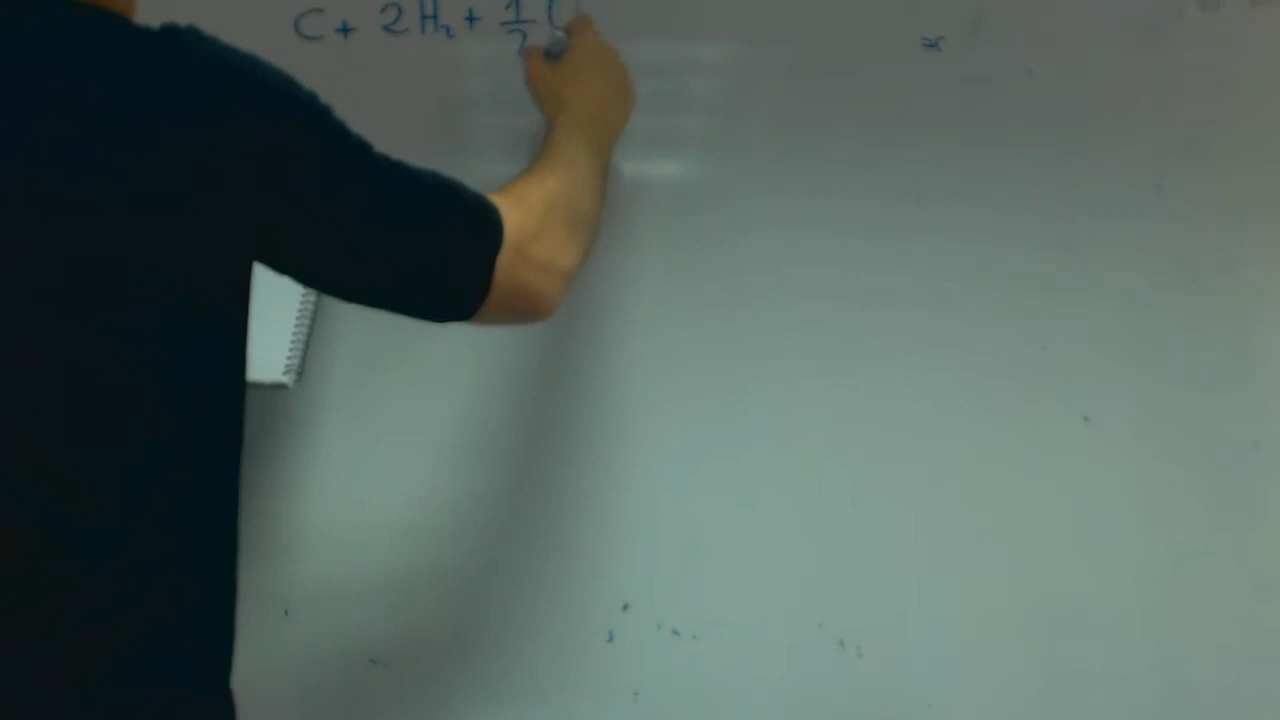 C + 2H₂ + 1/2